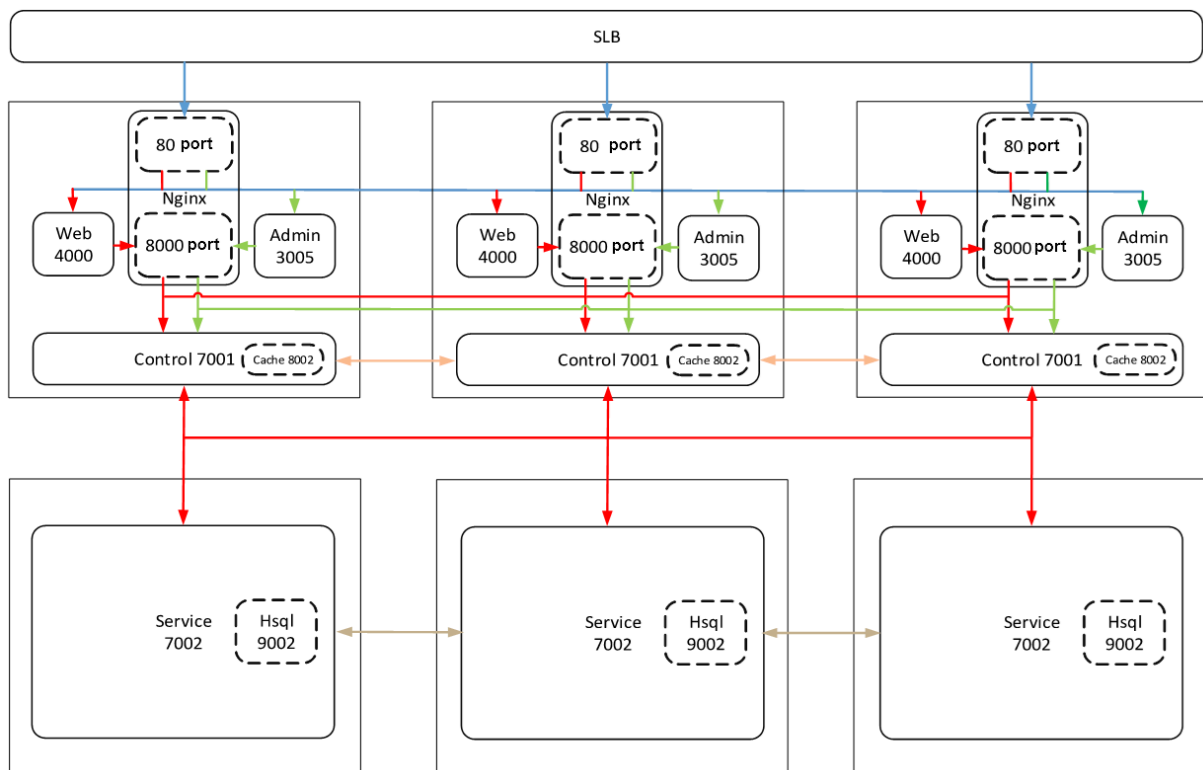 SLB
80 port
80 port
80 port
Nginx
Nginx
Nginx
Web
4000
8000 port
Admin
3005
Web
4000
8000 port
Admin
3005
Web
4000
8000 port
Admin
3005
Control 7001
Cache 8002
Control 7001
Cache 8002
Control 7001
Cache 8002
Service
7002
Hsql
9002
Service
7002
Hsql
9002
Service
7002
Hsql
9002